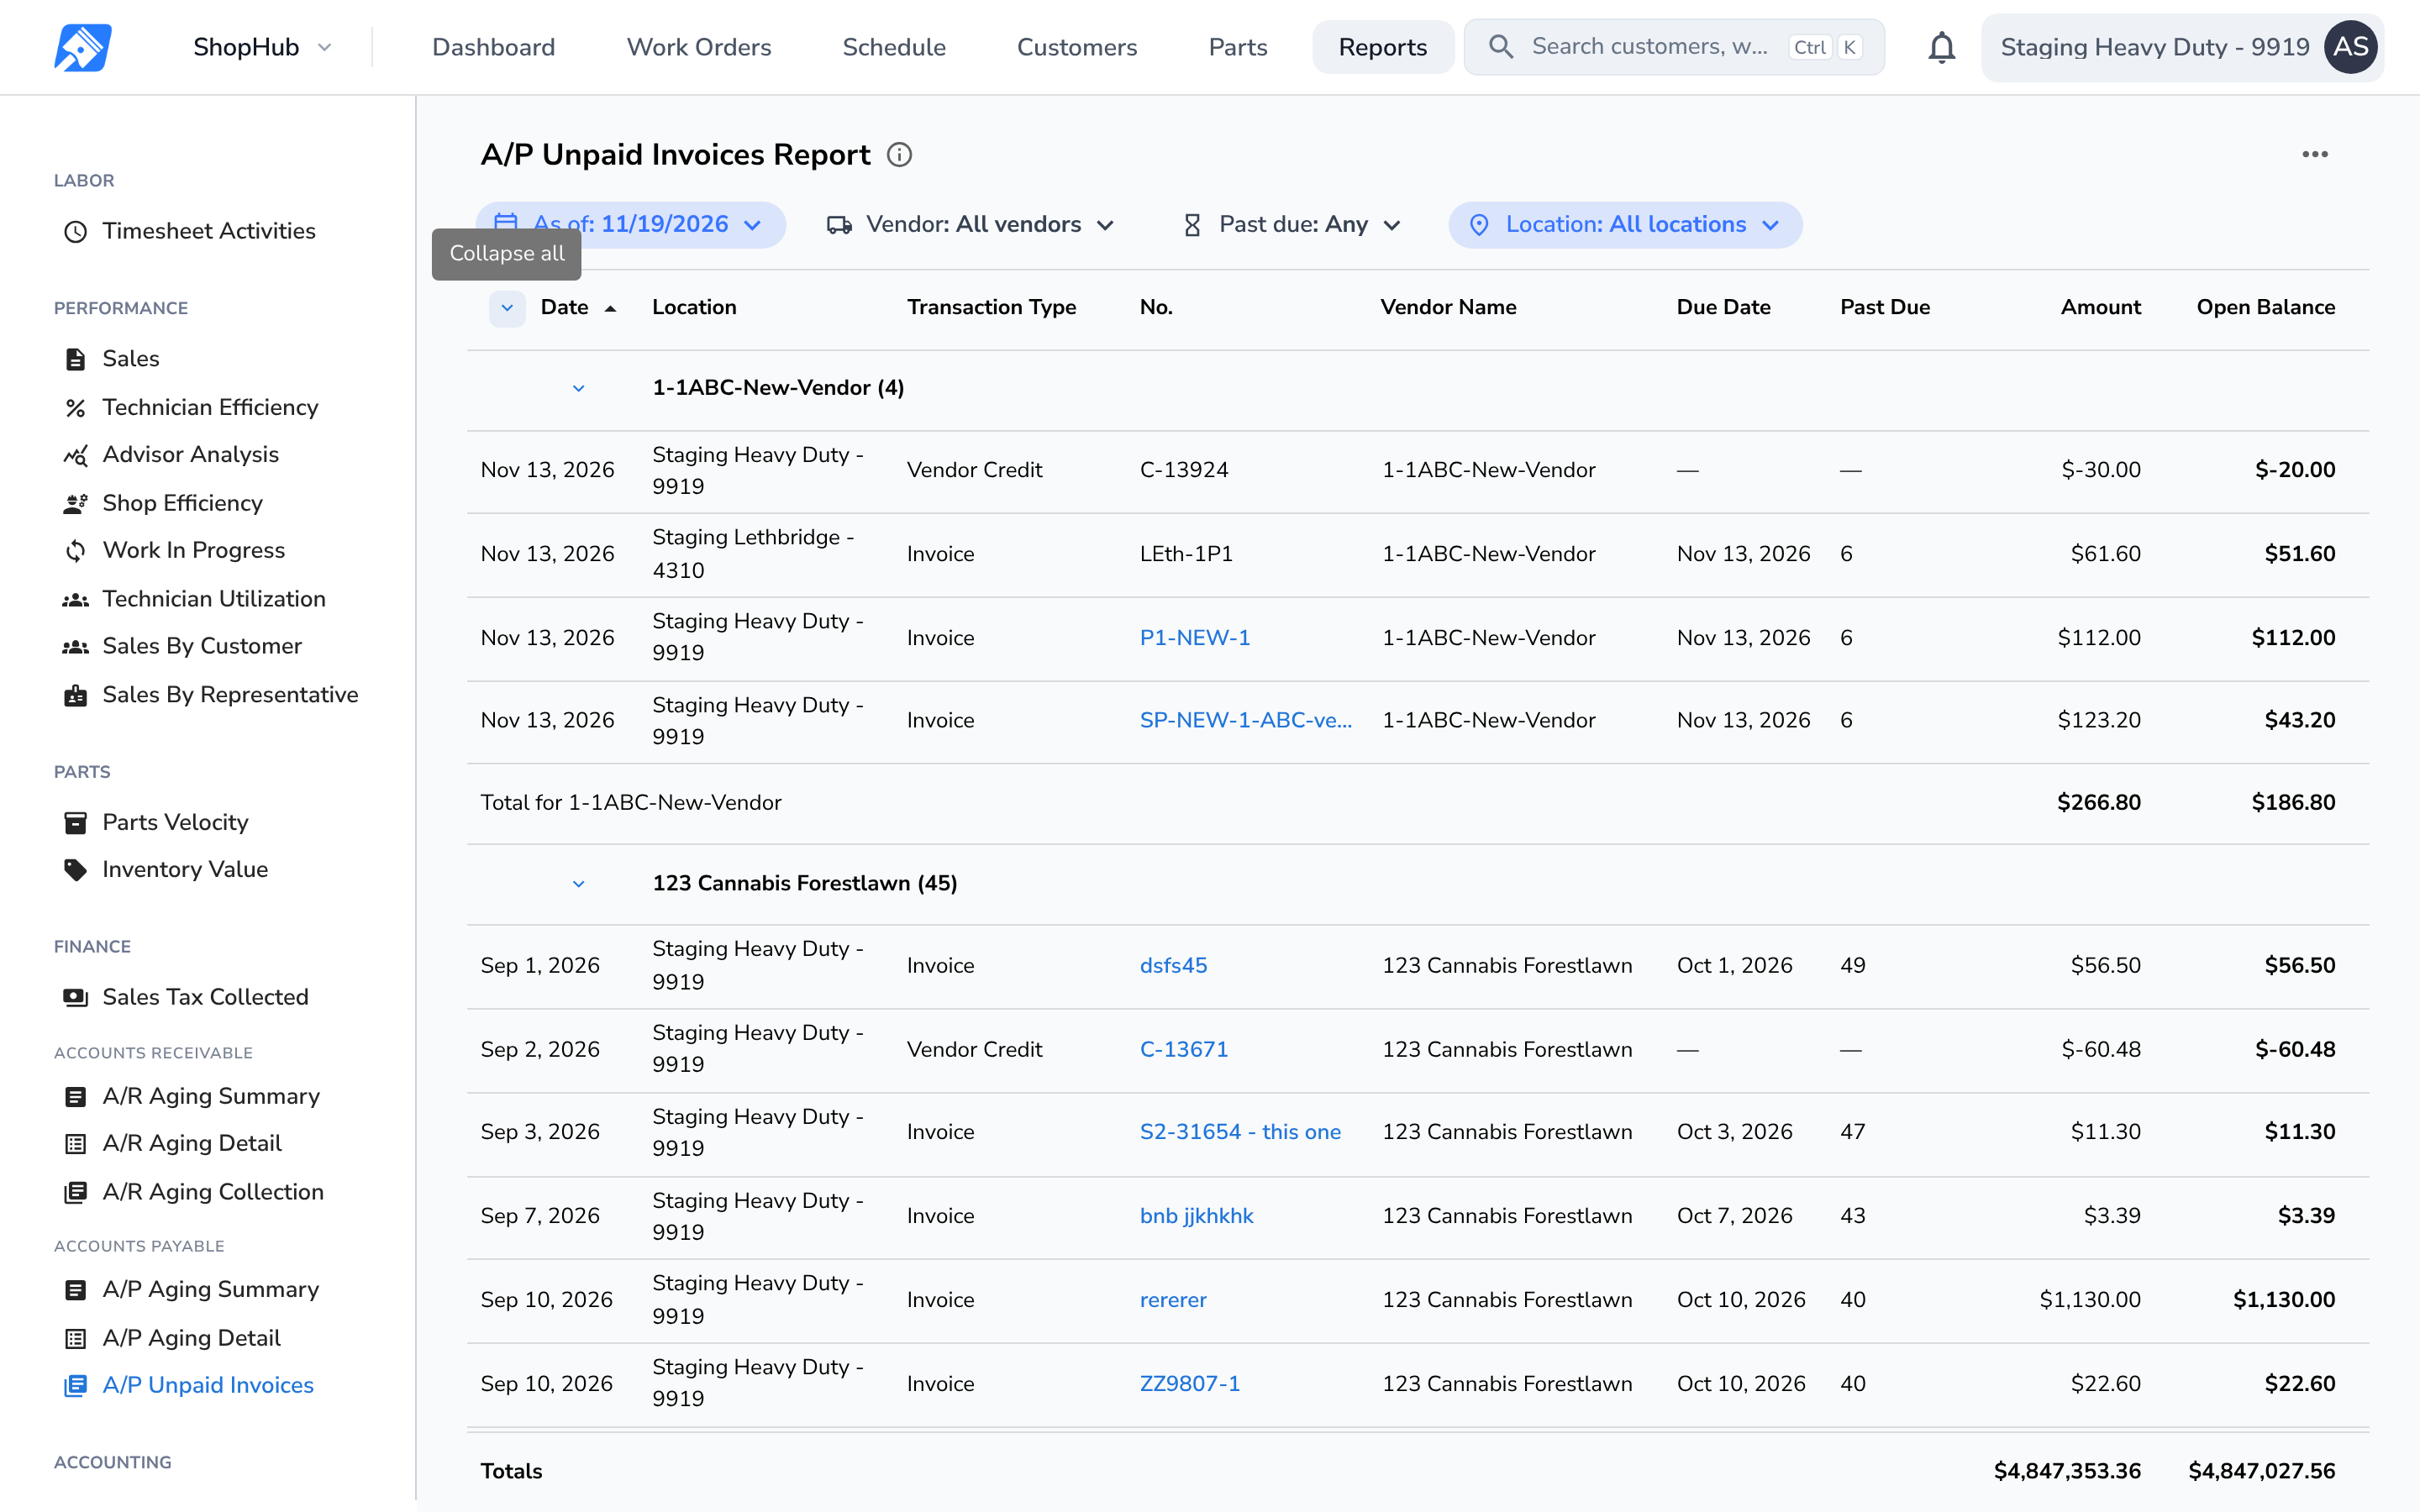 ShopHub
Dashboard
Work Orders
Schedule
Customers
Parts
Reports
Search customers, w...
Ctrl K
Staging Heavy Duty - 9919
AS
LABOR
Timesheet Activities
PERFORMANCE
Sales
Technician Efficiency
Advisor Analysis
Shop Efficiency
Work In Progress
Technician Utilization
Sales By Customer
Sales By Representative
PARTS
Parts Velocity
Inventory Value
FINANCE
Sales Tax Collected
ACCOUNTS RECEIVABLE
A/R Aging Summary
A/R Aging Detail
A/R Aging Collection
ACCOUNTS PAYABLE
A/P Aging Summary
A/P Aging Detail
A/P Unpaid Invoices
ACCOUNTING
A/P Unpaid Invoices Report
As of: 11/19/2026
Vendor: All vendors
Past due: Any
Location: All locations
Collapse all
Date Location Transaction Type No. Vendor Name Due Date Past Due Amount Open Balance
1-1ABC-New-Vendor (4)
Nov 13, 2026 Staging Heavy Duty - 9919 Vendor Credit C-13924 1-1ABC-New-Vendor — — $-30.00 $-20.00
Nov 13, 2026 Staging Lethbridge - 4310 Invoice LEth-1P1 1-1ABC-New-Vendor Nov 13, 2026 6 $61.60 $51.60
Nov 13, 2026 Staging Heavy Duty - 9919 Invoice P1-NEW-1 1-1ABC-New-Vendor Nov 13, 2026 6 $112.00 $112.00
Nov 13, 2026 Staging Heavy Duty - 9919 Invoice SP-NEW-1-ABC-ve... 1-1ABC-New-Vendor Nov 13, 2026 6 $123.20 $43.20
Total for 1-1ABC-New-Vendor $266.80 $186.80
123 Cannabis Forestlawn (45)
Sep 1, 2026 Staging Heavy Duty - 9919 Invoice dsfs45 123 Cannabis Forestlawn Oct 1, 2026 49 $56.50 $56.50
Sep 2, 2026 Staging Heavy Duty - 9919 Vendor Credit C-13671 123 Cannabis Forestlawn — — $-60.48 $-60.48
Sep 3, 2026 Staging Heavy Duty - 9919 Invoice S2-31654 - this one 123 Cannabis Forestlawn Oct 3, 2026 47 $11.30 $11.30
Sep 7, 2026 Staging Heavy Duty - 9919 Invoice bnb jjkhkhk 123 Cannabis Forestlawn Oct 7, 2026 43 $3.39 $3.39
Sep 10, 2026 Staging Heavy Duty - 9919 Invoice rererer 123 Cannabis Forestlawn Oct 10, 2026 40 $1,130.00 $1,130.00
Sep 10, 2026 Staging Heavy Duty - 9919 Invoice ZZ9807-1 123 Cannabis Forestlawn Oct 10, 2026 40 $22.60 $22.60
Totals $4,847,353.36 $4,847,027.56